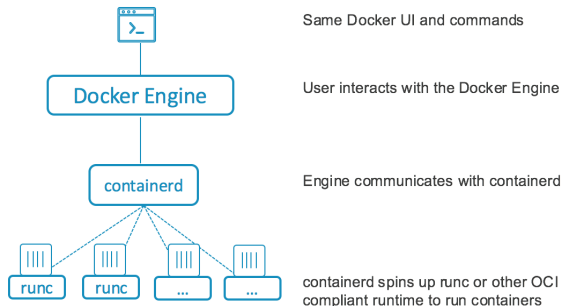 >_
Same Docker UI and commands
Docker Engine
User interacts with the Docker Engine
containerd
Engine communicates with containerd
runc
runc
...
...
containerd spins up runc or other OCI
compliant runtime to run containers